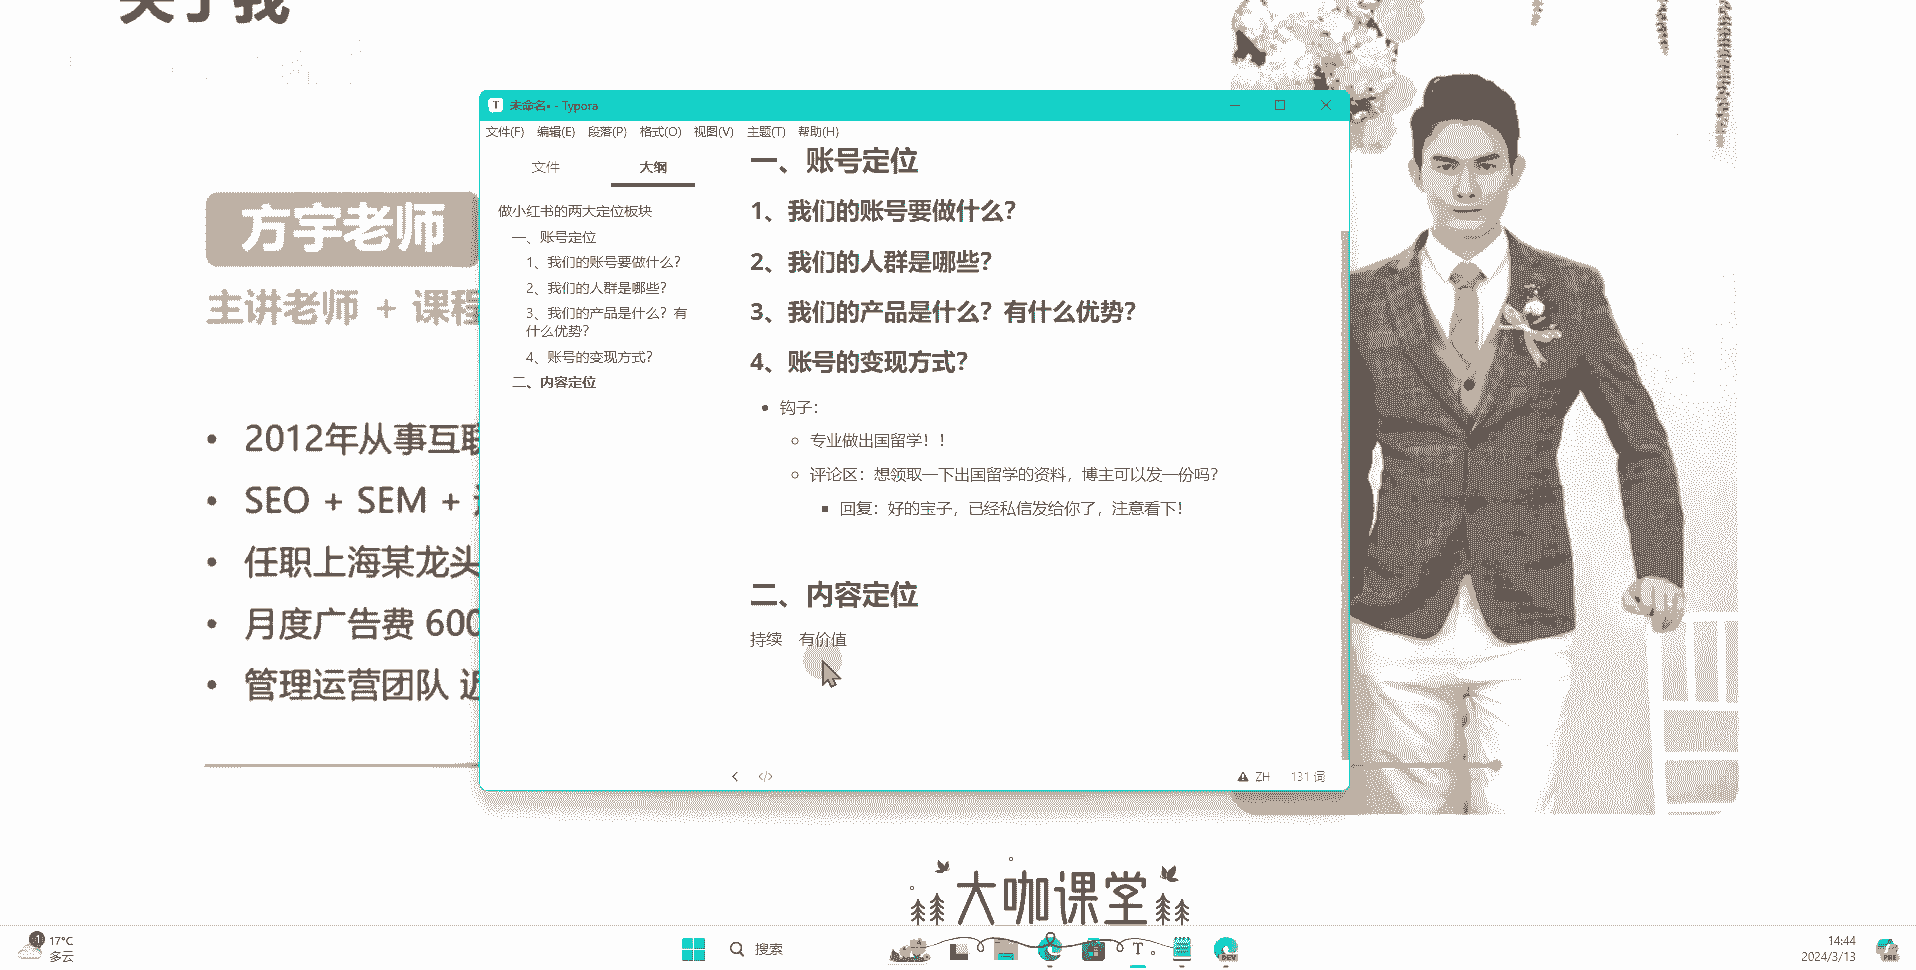 关于我
未命名• - Typora
文件(F) 编辑(E) 段落(P) 格式(O) 视图(V) 主题(T) 帮助(H)
文件 大纲
做小红书的两大定位板块
一、账号定位
1、我们的账号要做什么?
2、我们的人群是哪些?
3、我们的产品是什么? 有
什么优势?
4、账号的变现方式?
二、内容定位
一、账号定位
1、我们的账号要做什么?
2、我们的人群是哪些?
3、我们的产品是什么? 有什么优势?
4、账号的变现方式?
钩子:
专业做出国留学! !
评论区: 想领取一下出国留学的资料, 博主可以发一份吗?
回复: 好的宝子, 已经私信发给你了, 注意看下!
二、内容定位
持续 有价值
ZH 131 词
方宇老师
主讲老师 + 课程
• 2012年从事互联
• SEO + SEM +
• 任职上海某龙头
• 月度广告费 600
• 管理运营团队 近
大咖课堂
1
17°C
多云
搜索
T
DEV
14:44
2024/3/13
PRE